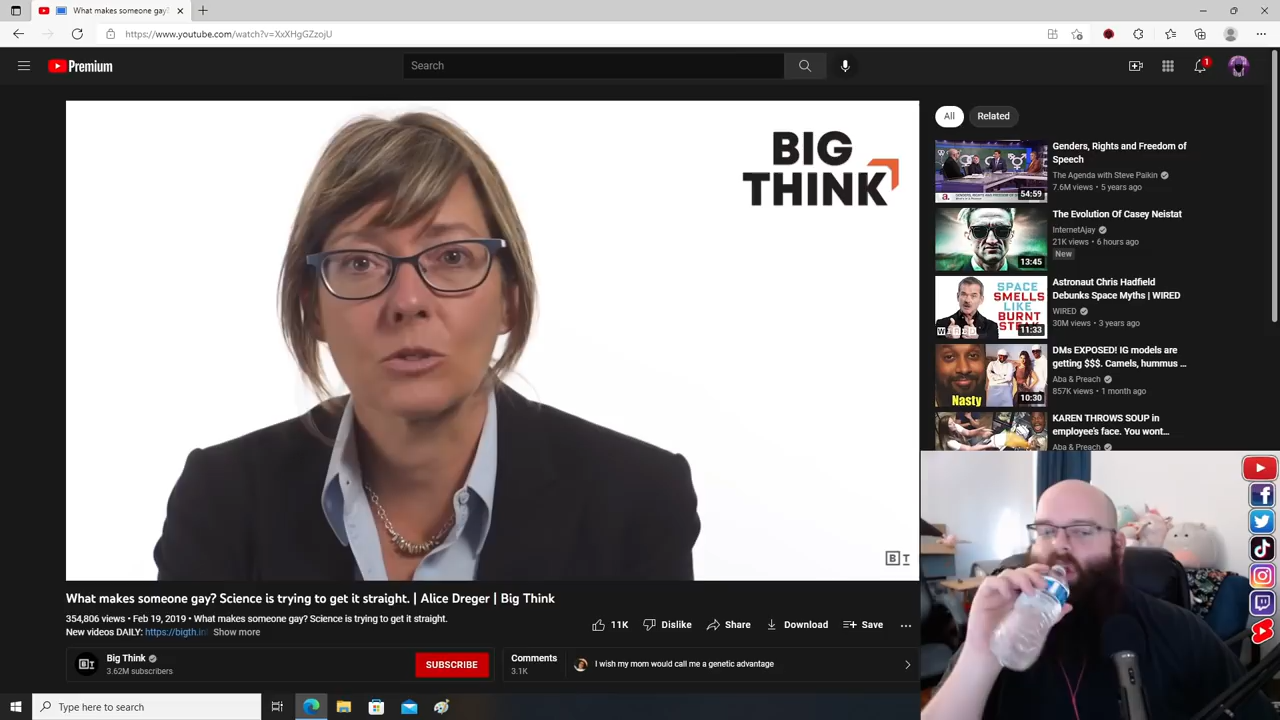 What makes someone gay?
https://www.youtube.com/watch?v=XxXHgGZzojU
Premium
Search
1
BIG
THINK
BT
All
Related
54:59
Genders, Rights and Freedom of
Speech
The Agenda with Steve Paikin
7.6M views • 5 years ago
13:45
The Evolution Of Casey Neistat
InternetAjay
21K views • 6 hours ago
New
SPACE
SMELLS
LIKE
BURNT
WIRED
11:33
Astronaut Chris Hadfield
Debunks Space Myths | WIRED
WIRED
30M views • 3 years ago
Nasty
10:30
DMs EXPOSED! IG models are
getting $$$. Camels, hummus ...
Aba & Preach
857K views • 1 month ago
KAREN THROWS SOUP in
employee's face. You wont...
Aba & Preach
What makes someone gay? Science is trying to get it straight. | Alice Dreger | Big Think
354,806 views • Feb 19, 2019 • What makes someone gay? Science is trying to get it straight.
New videos DAILY: https://bigth.in Show more
11K
Dislike
Share
Download
Save
BT
Big Think
3.62M subscribers
SUBSCRIBE
Comments
3.1K
I wish my mom would call me a genetic advantage
Type here to search